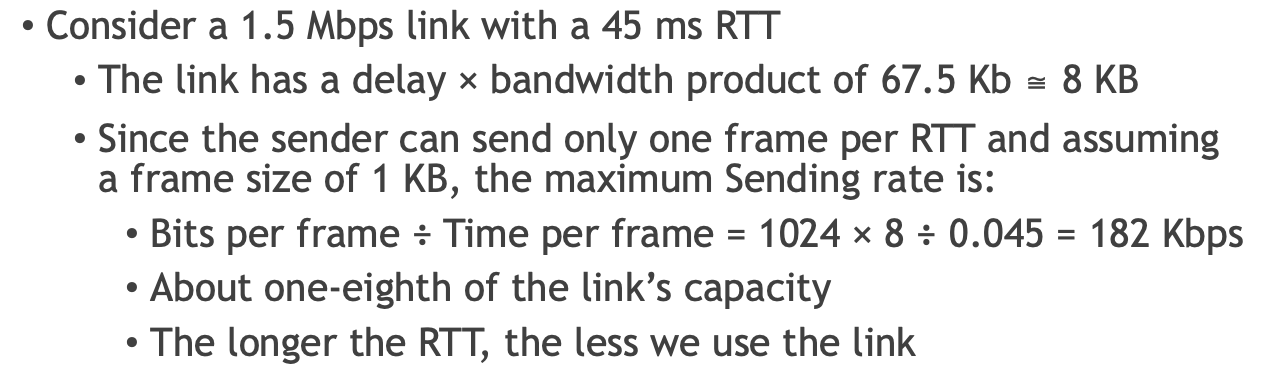 • Consider a 1.5 Mbps link with a 45 ms RTT
• The link has a delay × bandwidth product of 67.5 Kb ≅ 8 KB
• Since the sender can send only one frame per RTT and assuming
a frame size of 1 KB, the maximum Sending rate is:
• Bits per frame ÷ Time per frame = 1024 × 8 ÷ 0.045 = 182 Kbps
• About one-eighth of the link’s capacity
• The longer the RTT, the less we use the link